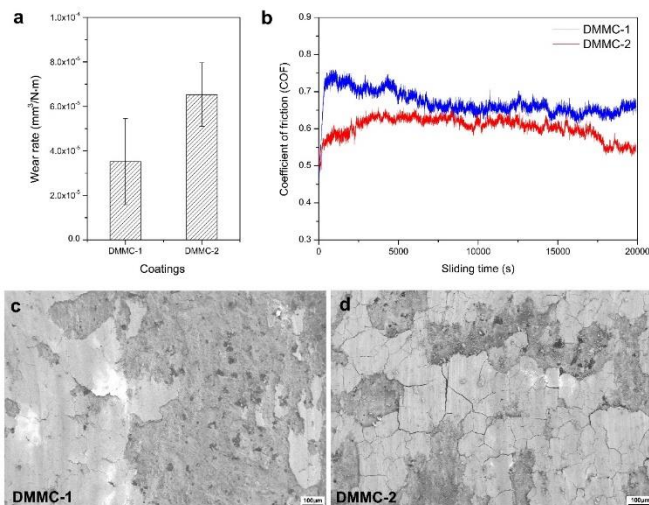 a
1.0x10⁻⁴
8.0x10⁻⁵
6.0x10⁻⁵
4.0x10⁻⁵
2.0x10⁻⁵
0.0
Wear rate (mm³/N-m)
DMMC-1 DMMC-2
Coatings
b
DMMC-1
DMMC-2
0.9
0.8
0.7
0.6
0.5
0.4
0.3
Coefficient of friction (COF)
0 5000 10000 15000 20000
Sliding time (s)
c
DMMC-1
100μm
d
DMMC-2
100μm